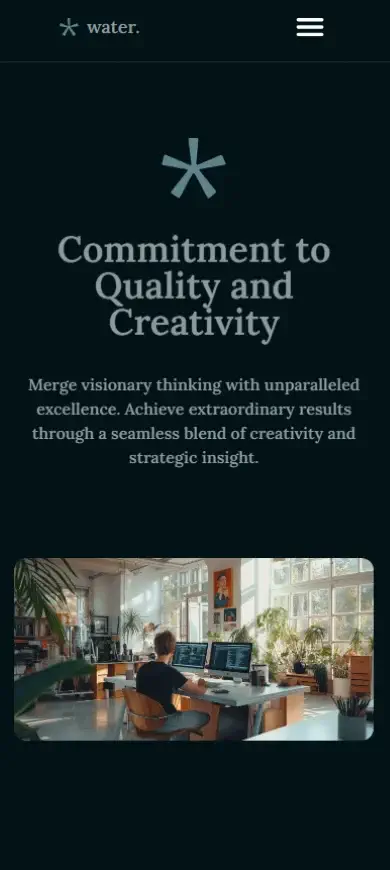 water.
Commitment to
Quality and
Creativity
Merge visionary thinking with unparalleled
excellence. Achieve extraordinary results
through a seamless blend of creativity and
strategic insight.